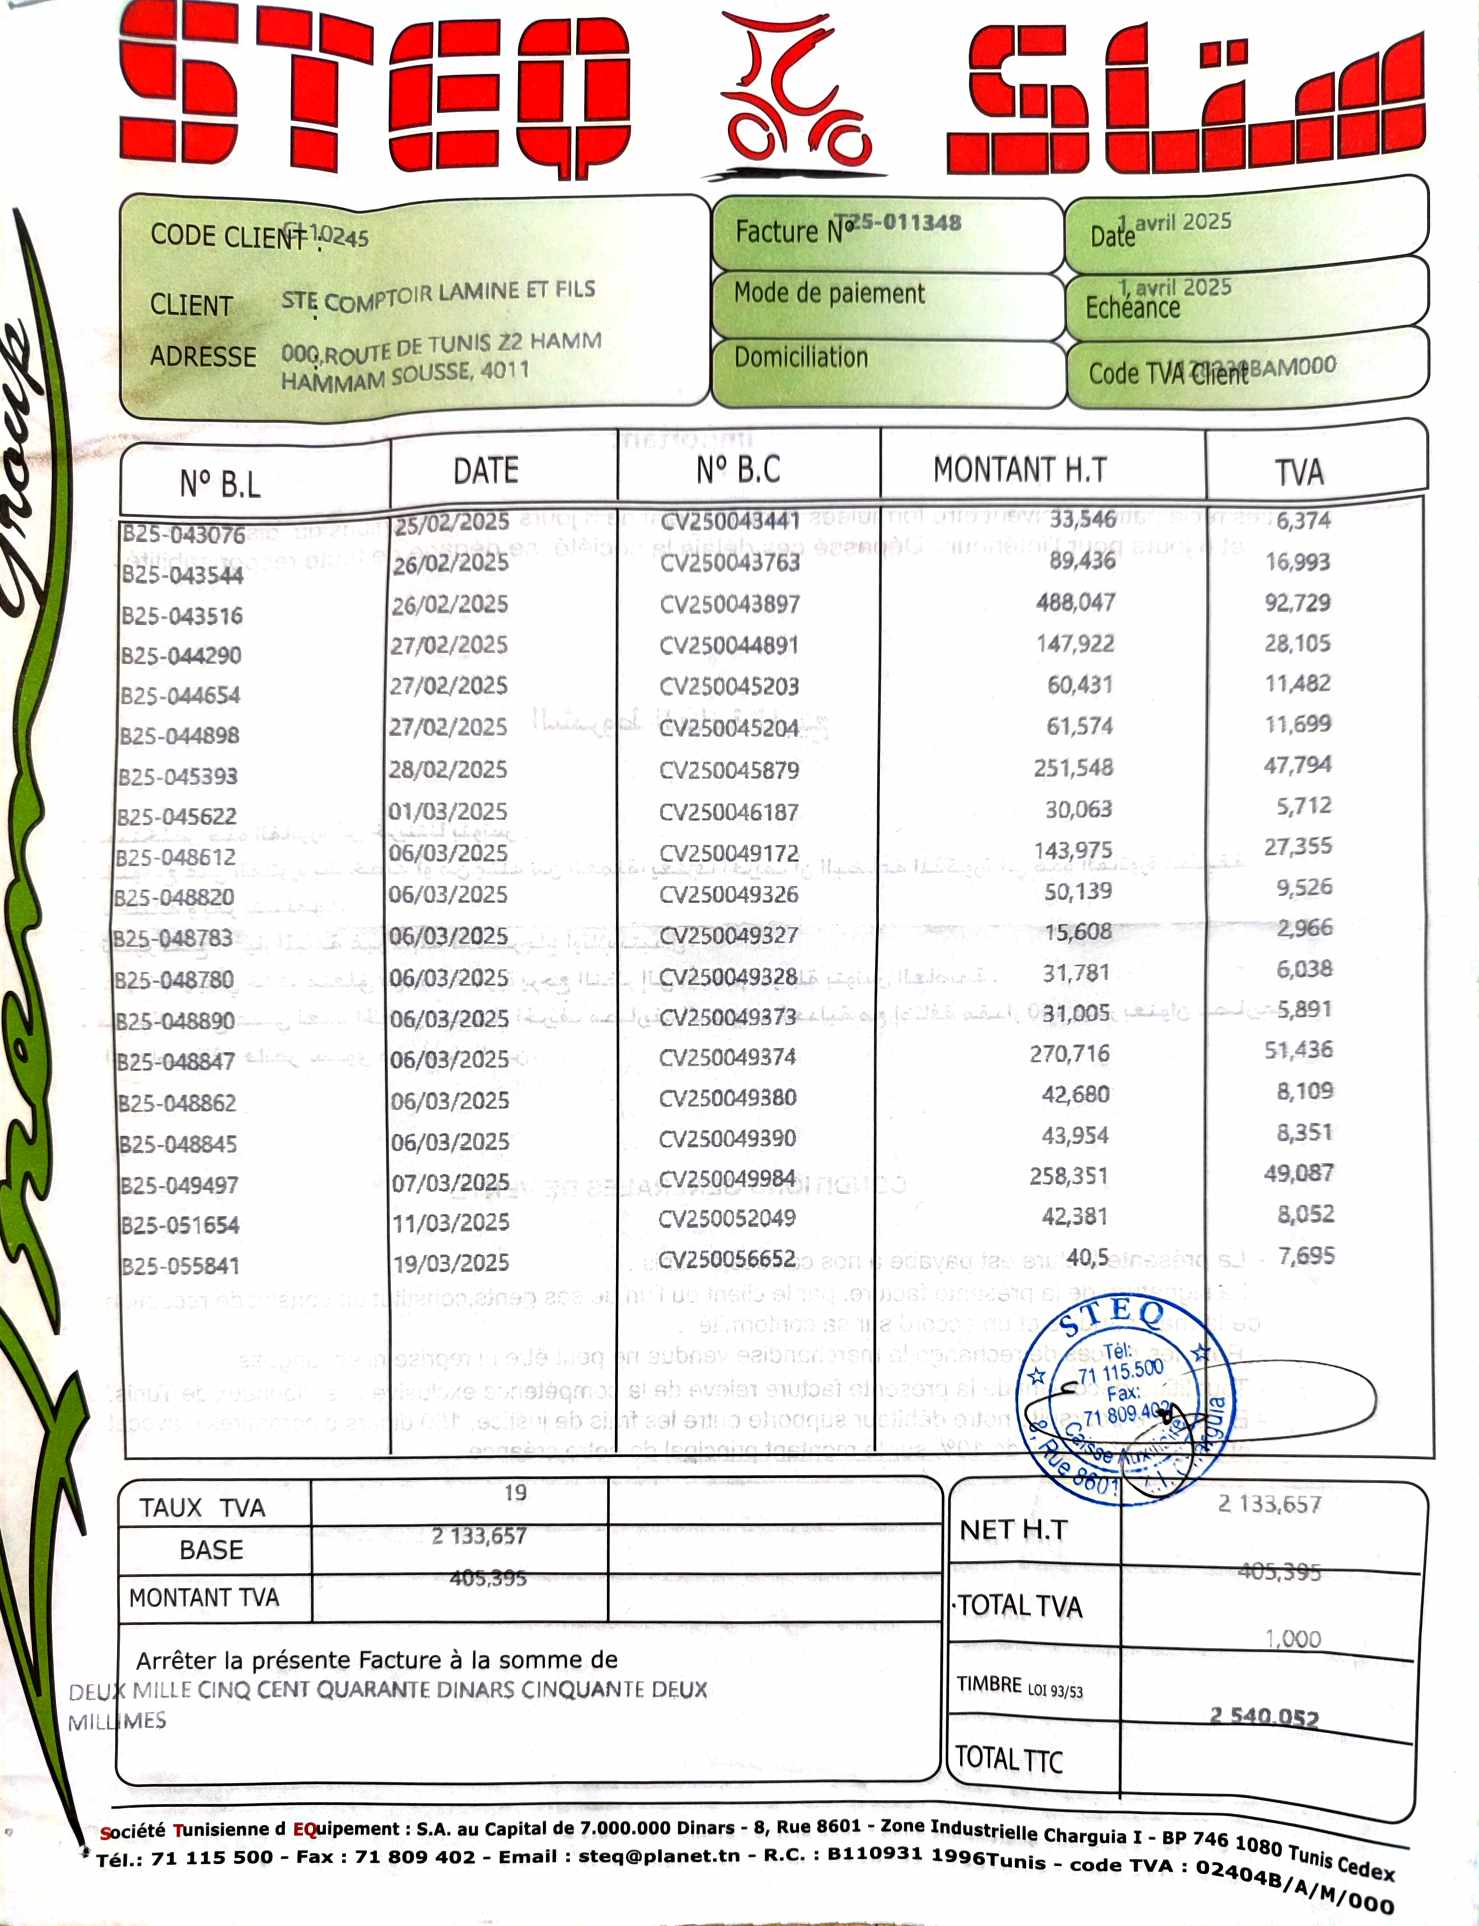 STEQ ستاق
CODE CLIENT : CL10245
CLIENT : STE COMPTOIR LAMINE ET FILS
ADRESSE : 000,ROUTE DE TUNIS Z2 HAMM
HAMMAM SOUSSE, 4011
Facture Nº T25-011348
Mode de paiement
Domiciliation
Date 1 avril 2025
Echéance 1 avril 2025
Code TVA Client
Group
Nº B.L DATE Nº B.C MONTANT H.T TVA
B25-043076 25/02/2025 CV250043441 33,546 6,374
B25-043544 26/02/2025 CV250043763 89,436 16,993
B25-043516 26/02/2025 CV250043897 488,047 92,729
B25-044290 27/02/2025 CV250044891 147,922 28,105
B25-044654 27/02/2025 CV250045203 60,431 11,482
B25-044898 27/02/2025 CV250045204 61,574 11,699
B25-045393 28/02/2025 CV250045879 251,548 47,794
B25-045622 01/03/2025 CV250046187 30,063 5,712
B25-048612 06/03/2025 CV250049172 143,975 27,355
B25-048820 06/03/2025 CV250049326 50,139 9,526
B25-048783 06/03/2025 CV250049327 15,608 2,966
B25-048780 06/03/2025 CV250049328 31,781 6,038
B25-048890 06/03/2025 CV250049373 31,005 5,891
B25-048847 06/03/2025 CV250049374 270,716 51,436
B25-048862 06/03/2025 CV250049380 42,680 8,109
B25-048845 06/03/2025 CV250049390 43,954 8,351
B25-049497 07/03/2025 CV250049984 258,351 49,087
B25-051654 11/03/2025 CV250052049 42,381 8,052
B25-055841 19/03/2025 CV250056652 40,5 7,695
STEQ
Tél:
71 115.500
Fax:
71 809.402
Caisse Auxiliaire
8, Rue 8601 Z.I. Charguia
TAUX TVA 19
BASE 2 133,657
MONTANT TVA 405,395
Arrêter la présente Facture à la somme de
DEUX MILLE CINQ CENT QUARANTE DINARS CINQUANTE DEUX
MILLIMES
NET H.T 2 133,657
TOTAL TVA 405,395
TIMBRE LOI 93/53 1,000
TOTAL TTC 2 540,052
Société Tunisienne d EQuipement : S.A. au Capital de 7.000.000 Dinars - 8, Rue 8601 - Zone Industrielle Charguia I - BP 746 1080 Tunis Cedex
Tél.: 71 115 500 - Fax : 71 809 402 - Email : steq@planet.tn - R.C. : B110931 1996Tunis - code TVA : 02404B/A/M/000